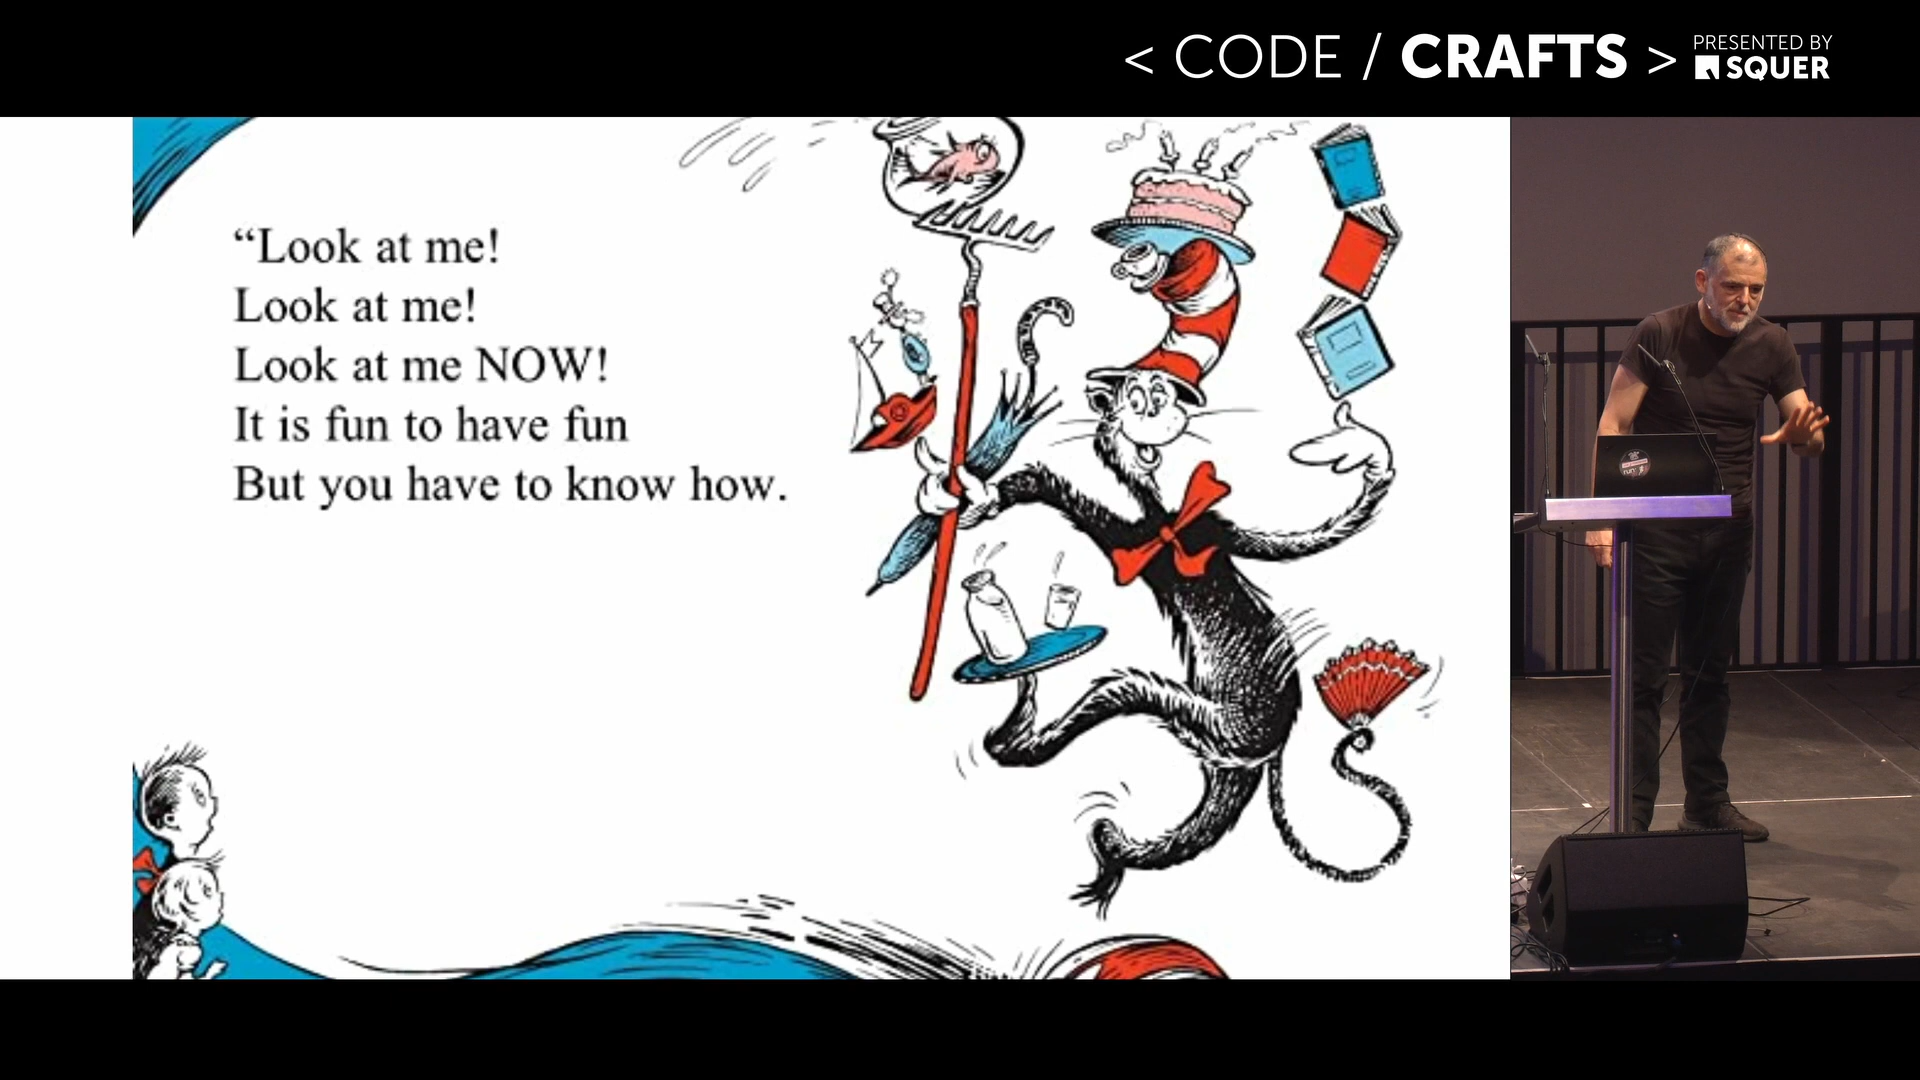 < CODE / CRAFTS >
PRESENTED BY
SQUER
“Look at me!
Look at me!
Look at me NOW!
It is fun to have fun
But you have to know how.